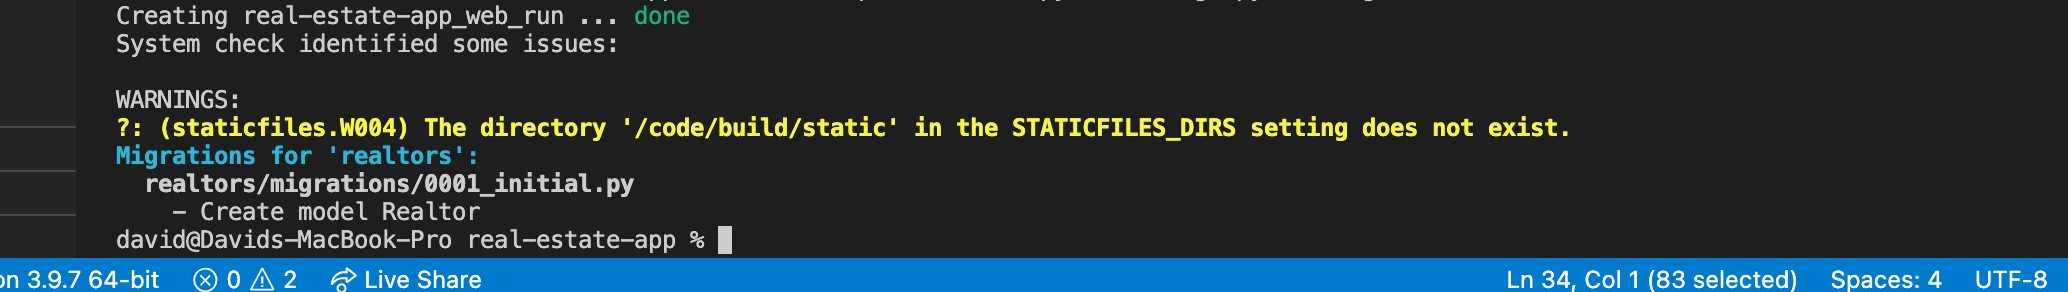 Creating real-estate-app_web_run ... done
System check identified some issues:
WARNINGS:
?: (staticfiles.W004) The directory '/code/build/static' in the STATICFILES_DIRS setting does not exist.
Migrations for 'realtors':
realtors/migrations/0001_initial.py
- Create model Realtor
david@Davids-MacBook-Pro real-estate-app %
on 3.9.7 64-bit 0 2 Live Share Ln 34, Col 1 (83 selected) Spaces: 4 UTF-8